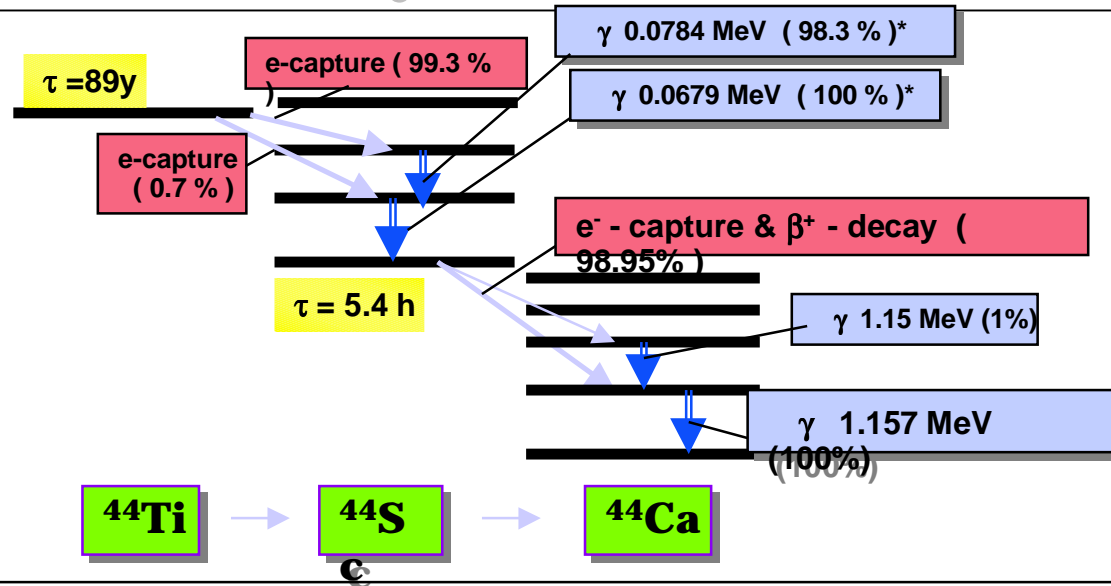 γ 0.0784 MeV ( 98.3 % )*
e-capture ( 99.3 %
)
τ =89y
γ 0.0679 MeV ( 100 % )*
e-capture
( 0.7 % )
e⁻ - capture & β⁺ - decay (
98.95% )
τ = 5.4 h
γ 1.15 MeV (1%)
γ 1.157 MeV
(100%)
⁴⁴Ti
⁴⁴S
c
⁴⁴Ca